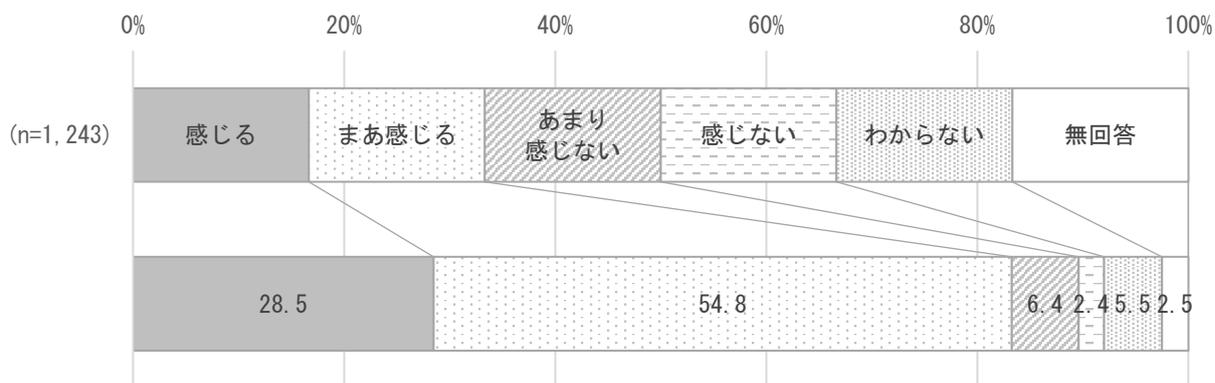 0% 20% 40% 60% 80% 100%
(n=1,243)
感じる
まあ感じる
あまり
感じない
感じない
わからない
無回答
28.5 54.8 6.4 2.4 5.5 2.5